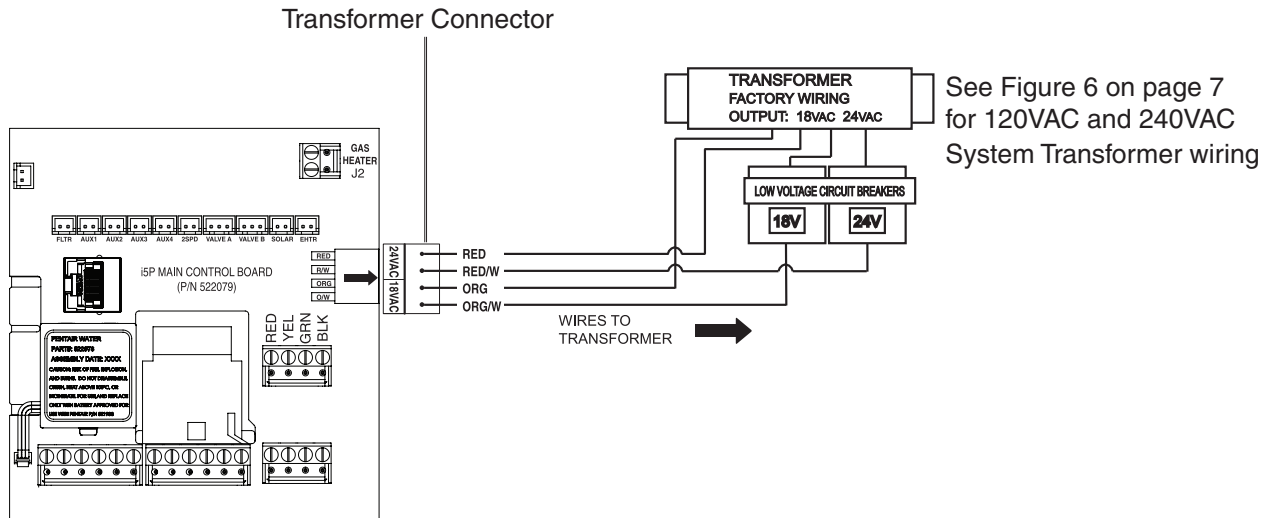 Transformer Connector
TRANSFORMER
FACTORY WIRING
OUTPUT: 18VAC 24VAC
See Figure 6 on page 7
for 120VAC and 240VAC
System Transformer wiring
LOW VOLTAGE CIRCUIT BREAKERS
18V
24V
GAS
HEATER
J2
FLTR
AUX1
AUX2
AUX3
AUX4
2SPD
VALVE A
VALVE B
SOLAR
EHTR
i5P MAIN CONTROL BOARD
(P/N 522079)
RED
R/W
ORG
O/W
24VAC
18VAC
RED
RED/W
ORG
ORG/W
WIRES TO
TRANSFORMER
RED
YEL
GRN
BLK
PENTAIR WATER
ASSEMBLY DATE: XXXX